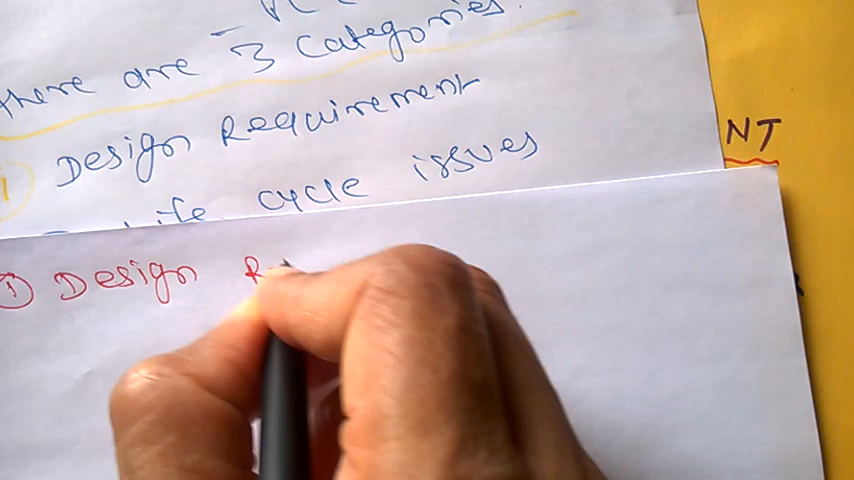 there are 3 categories.
1 Design Requirement
Life cycle issues
NT
① Design R